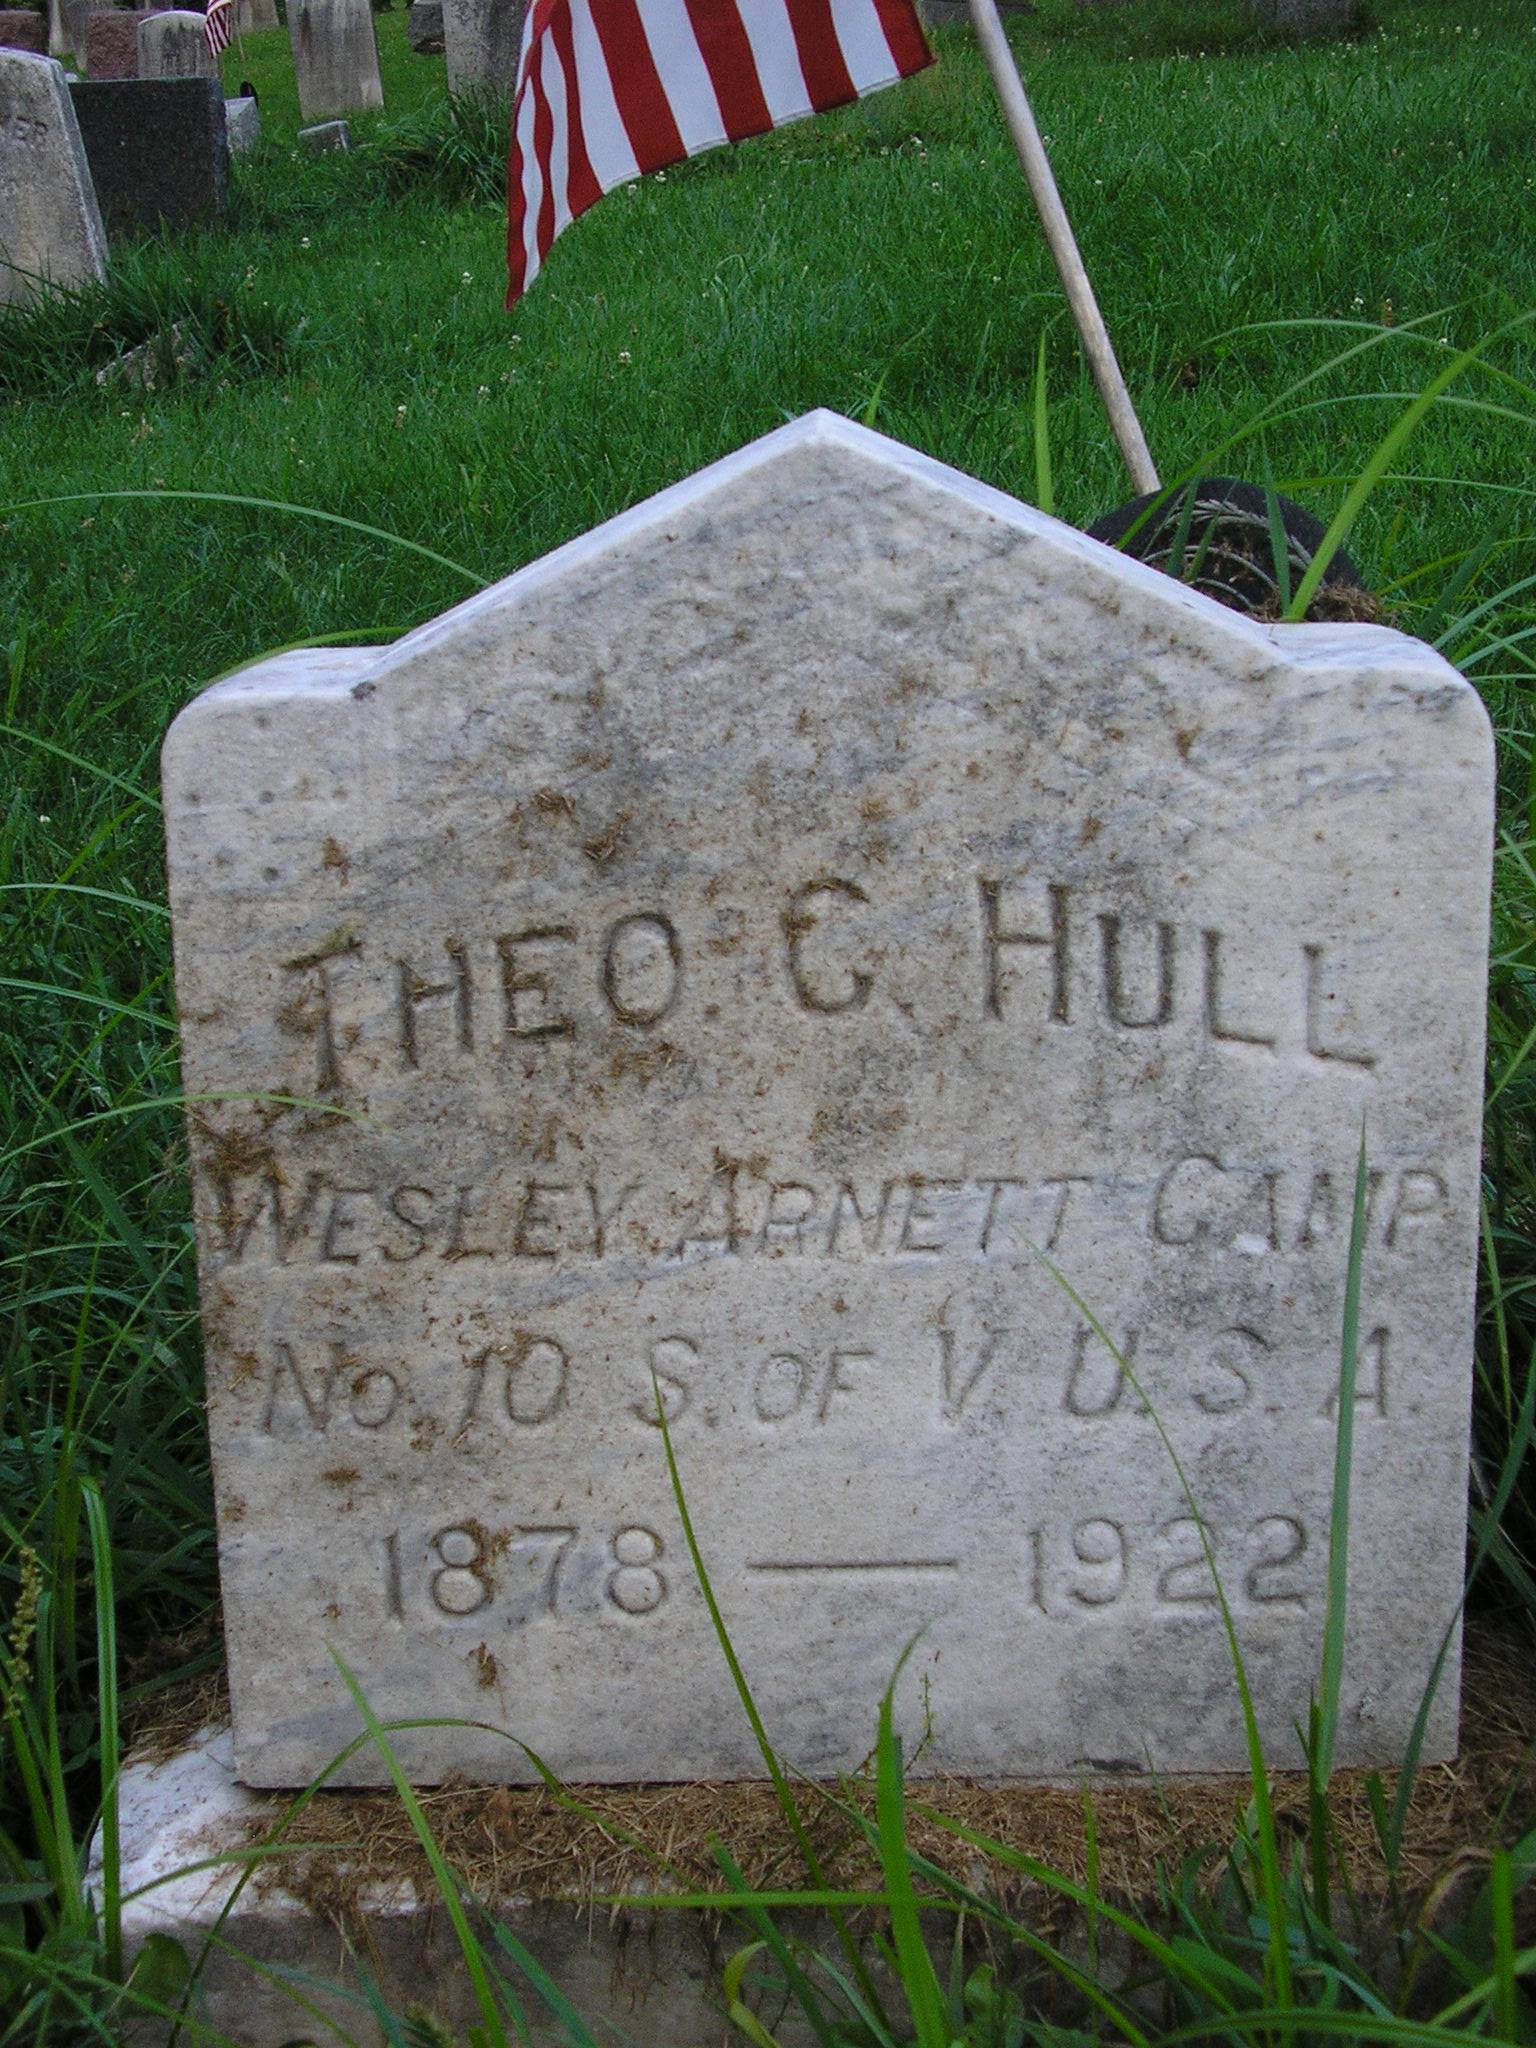 THEO. C. HULL
WESLEY ARNETT CAMP
No. 10 S. OF V. U.S.A.
1878 — 1922